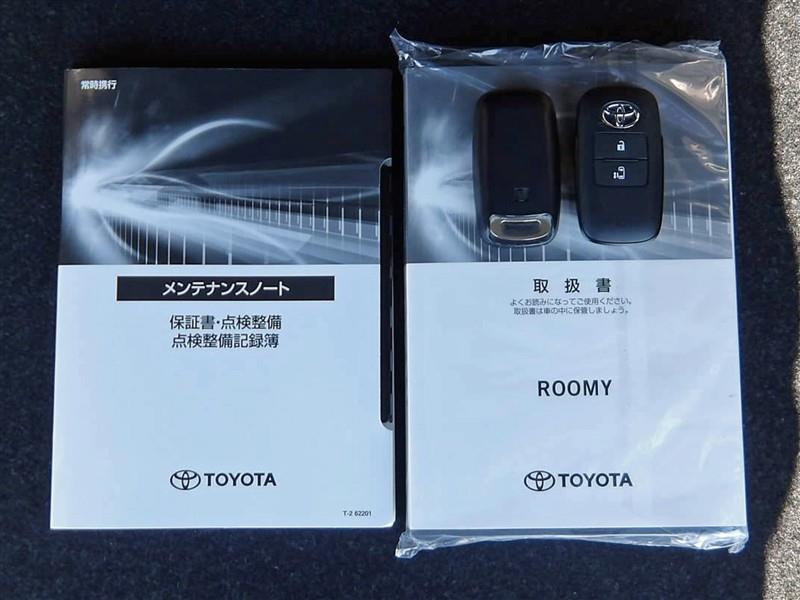 常時携行
メンテナンスノート
保証書・点検整備
点検整備記録簿
TOYOTA
T-2 62201
取扱書
よくお読みになってご使用ください。
取扱書は車の中に保管しましょう。
ROOMY
TOYOTA